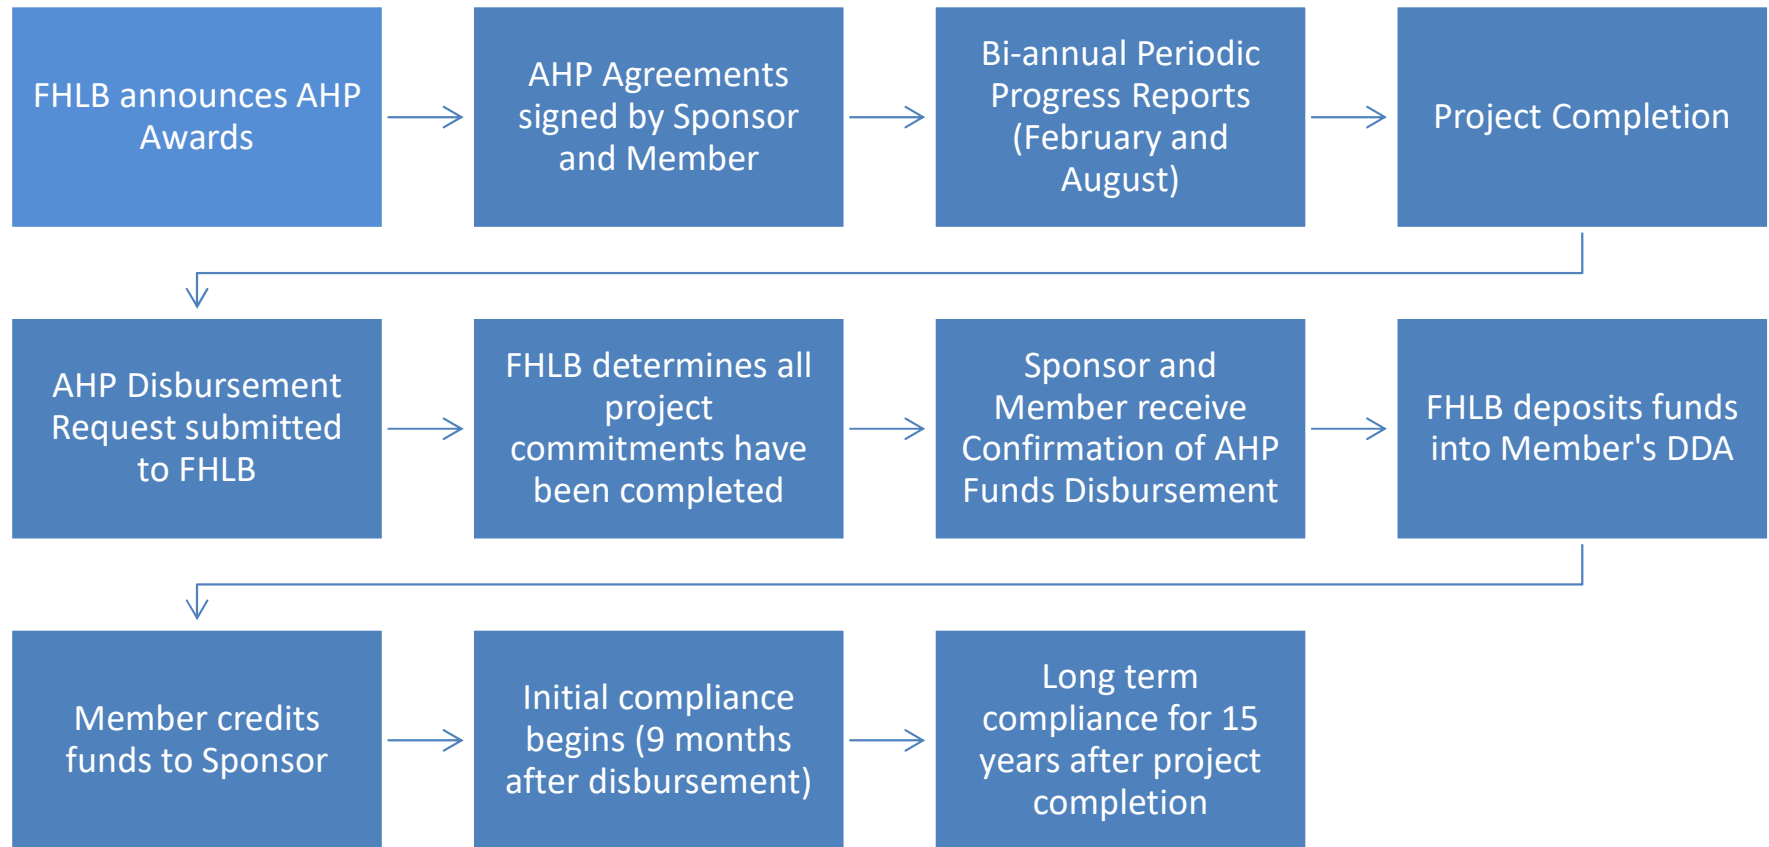 FHLB announces AHP
Awards
AHP Agreements
signed by Sponsor
and Member
Bi-annual Periodic
Progress Reports
(February and
August)
Project Completion
AHP Disbursement
Request submitted
to FHLB
FHLB determines all
project
commitments have
been completed
Sponsor and
Member receive
Confirmation of AHP
Funds Disbursement
FHLB deposits funds
into Member's DDA
Member credits
funds to Sponsor
Initial compliance
begins (9 months
after disbursement)
Long term
compliance for 15
years after project
completion